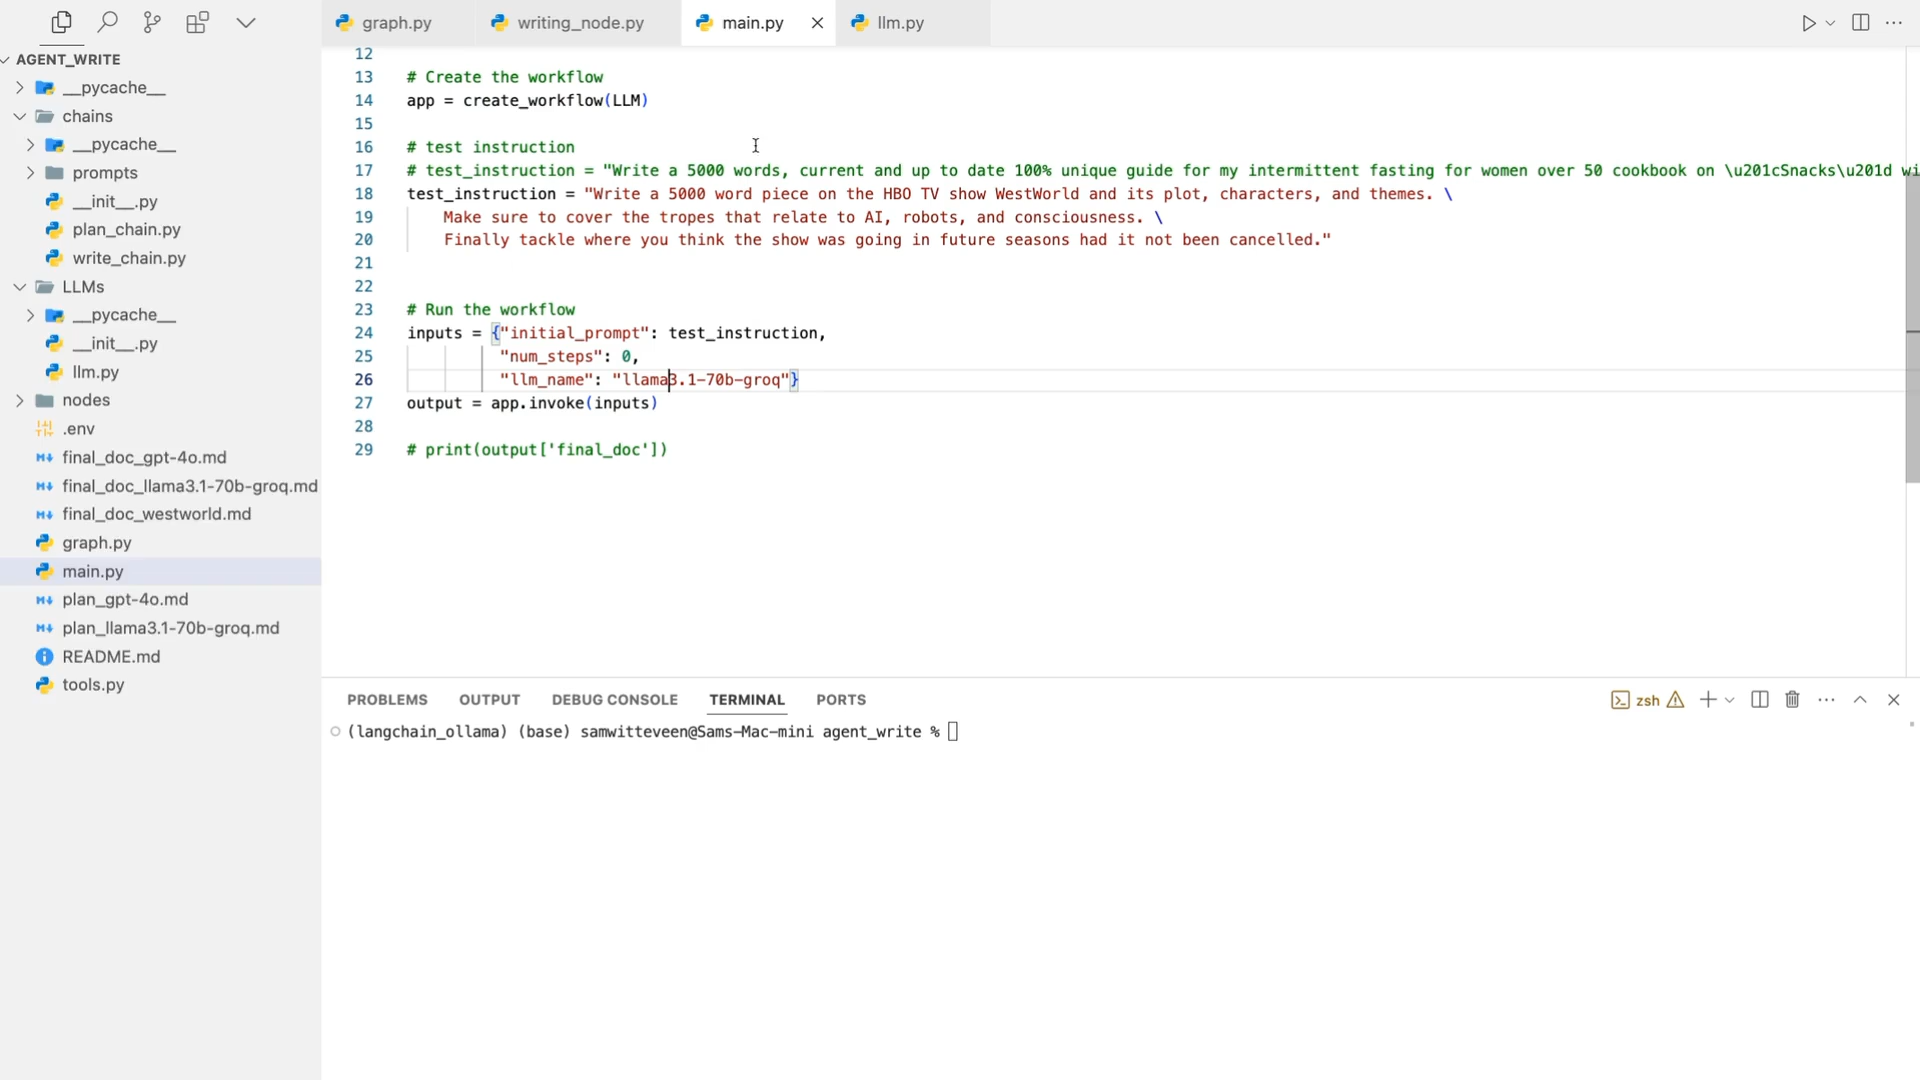 graph.py
writing_node.py
main.py
llm.py
AGENT_WRITE
__pycache__
chains
__pycache__
prompts
__init__.py
plan_chain.py
write_chain.py
LLMs
__pycache__
__init__.py
llm.py
nodes
.env
final_doc_gpt-4o.md
final_doc_llama3.1-70b-groq.md
final_doc_westworld.md
graph.py
main.py
plan_gpt-4o.md
plan_llama3.1-70b-groq.md
README.md
tools.py
12
13 # Create the workflow
14 app = create_workflow(LLM)
15
16 # test instruction
17 # test_instruction = "Write a 5000 words, current and up to date 100% unique guide for my intermittent fasting for women over 50 cookbook on \u201cSnacks\u201d wi
18 test_instruction = "Write a 5000 word piece on the HBO TV show WestWorld and its plot, characters, and themes. \
19 Make sure to cover the tropes that relate to AI, robots, and consciousness. \
20 Finally tackle where you think the show was going in future seasons had it not been cancelled."
21
22
23 # Run the workflow
24 inputs = {"initial_prompt": test_instruction,
25 "num_steps": 0,
26 "llm_name": "llama3.1-70b-groq"}
27 output = app.invoke(inputs)
28
29 # print(output['final_doc'])
PROBLEMS OUTPUT DEBUG CONSOLE TERMINAL PORTS
zsh
(langchain_ollama) (base) samwitteveen@Sams-Mac-mini agent_write %